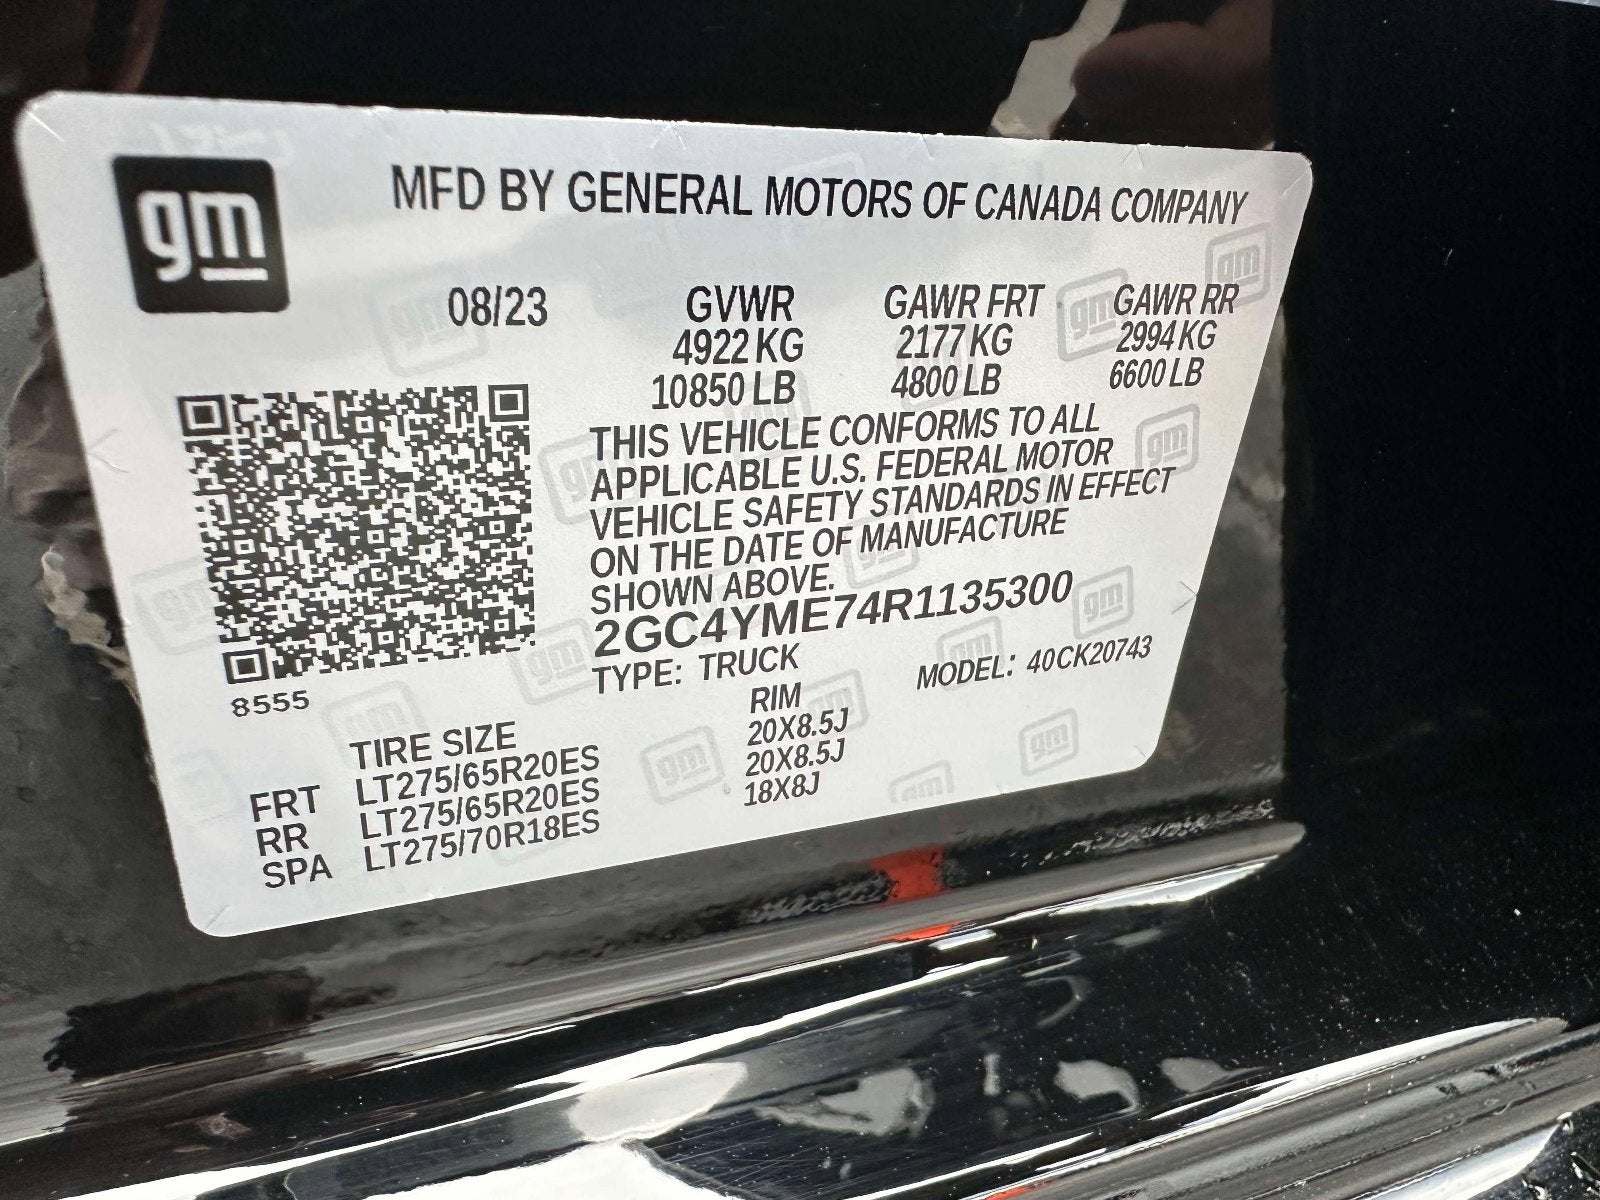 gm
MFD BY GENERAL MOTORS OF CANADA COMPANY
08/23 GVWR GAWR FRT GAWR RR
4922 KG 2177 KG 2994 KG
10850 LB 4800 LB 6600 LB
THIS VEHICLE CONFORMS TO ALL
APPLICABLE U.S. FEDERAL MOTOR
VEHICLE SAFETY STANDARDS IN EFFECT
ON THE DATE OF MANUFACTURE
SHOWN ABOVE.
2GC4YME74R1135300
TYPE: TRUCK MODEL: 40CK20743
8555
TIRE SIZE RIM
FRT LT275/65R20ES 20X8.5J
RR LT275/65R20ES 20X8.5J
SPA LT275/70R18ES 18X8J